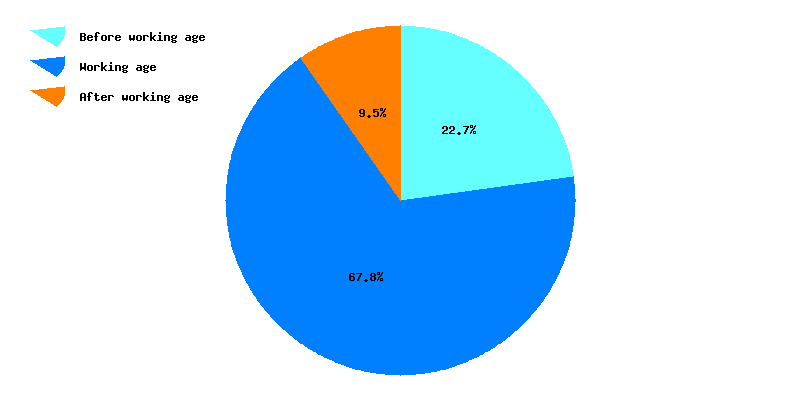 Before working age
Working age
After working age
9.5%
22.7%
67.8%